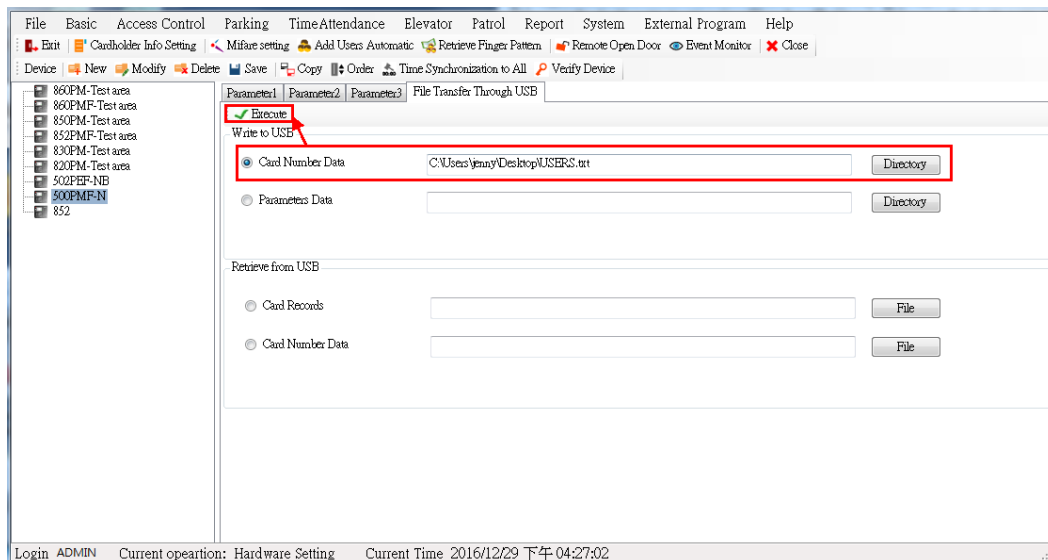 File Basic Access Control Parking TimeAttendance Elevator Patrol Report System External Program Help
Exit Cardholder Info Setting Mifare setting Add Users Automatic Retrieve Finger Pattern Remote Open Door Event Monitor Close
Device New Modify Delete Save Copy Order Time Synchronization to All Verify Device
860PM-Test area
860PMF-Test area
850PM-Test area
852PMF-Test area
830PM-Test area
820PM-Test area
502PEF-NB
500PMF-N
852
Parameter1 Parameter2 Parameter3 File Transfer Through USB
Execute
Write to USB
Card Number Data C:\Users\jenny\Desktop\USERS.txt Directory
Parameters Data Directory
Retrieve from USB
Card Records File
Card Number Data File
Login ADMIN Current opeartion: Hardware Setting Current Time 2016/12/29 下午 04:27:02